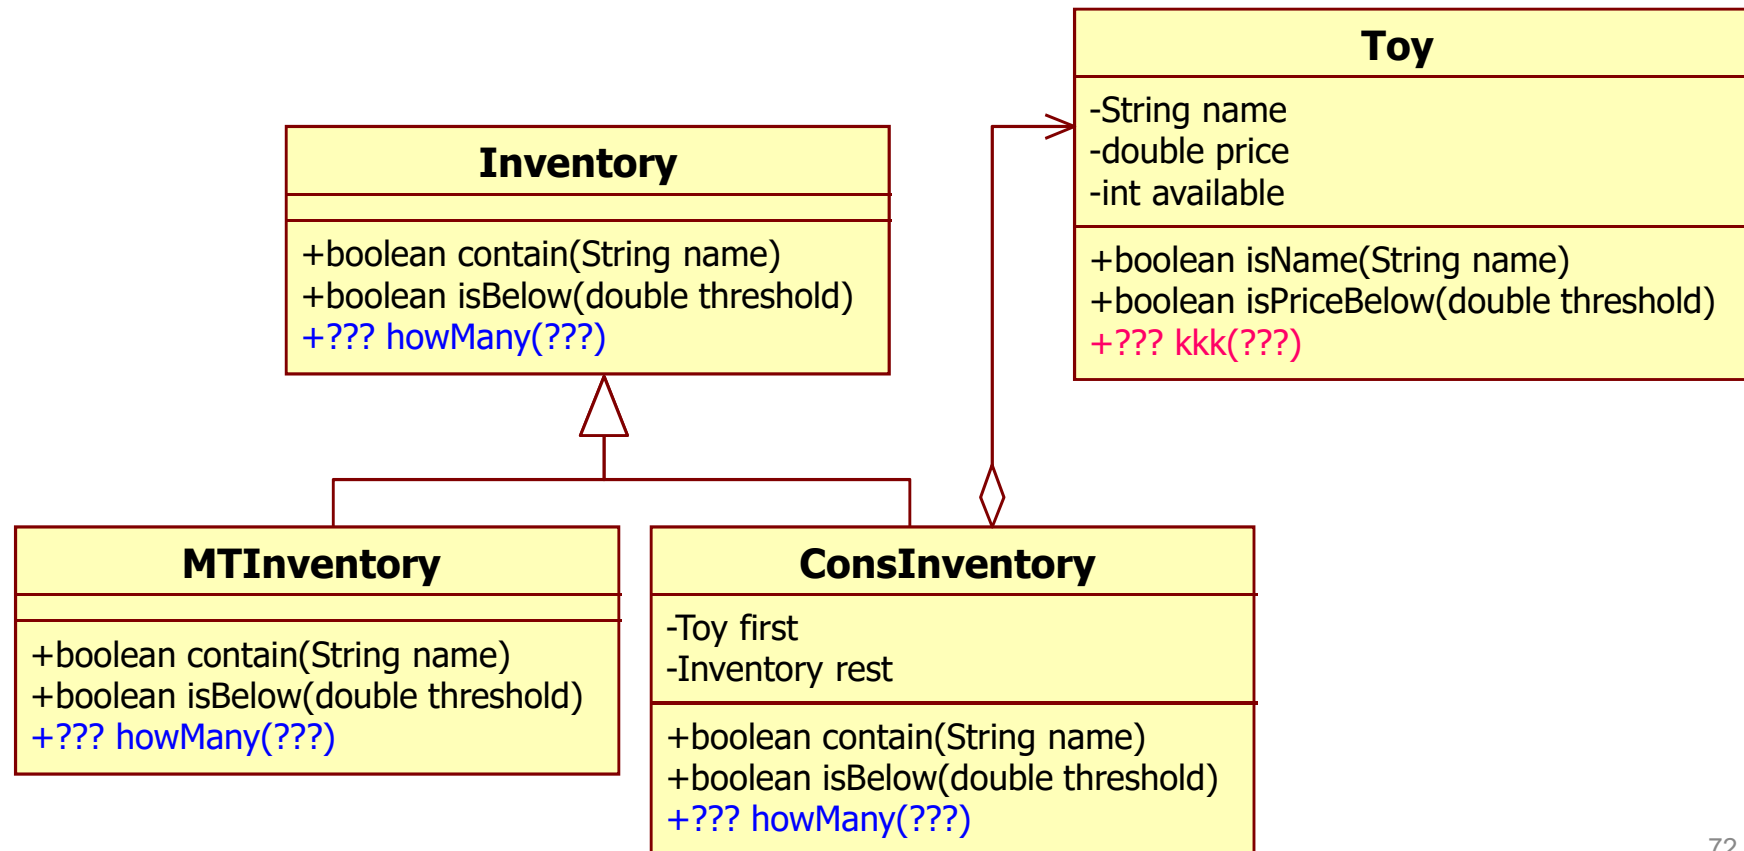 Toy
-String name
-double price
-int available
+boolean isName(String name)
+boolean isPriceBelow(double threshold)
+??? kkk(???)
Inventory
+boolean contain(String name)
+boolean isBelow(double threshold)
+??? howMany(???)
MTInventory
+boolean contain(String name)
+boolean isBelow(double threshold)
+??? howMany(???)
ConsInventory
-Toy first
-Inventory rest
+boolean contain(String name)
+boolean isBelow(double threshold)
+??? howMany(???)
72